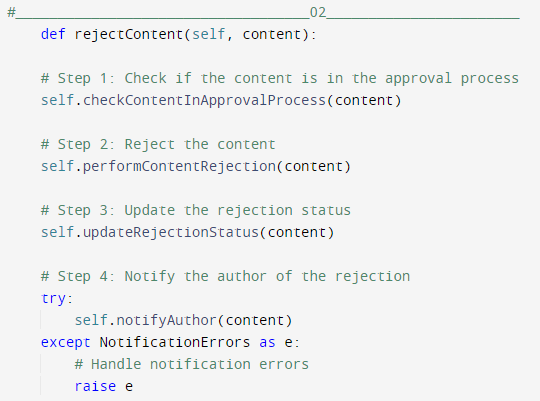 #___________________________________02_______________________
    def rejectContent(self, content):

    # Step 1: Check if the content is in the approval process
    self.checkContentInApprovalProcess(content)

    # Step 2: Reject the content
    self.performContentRejection(content)

    # Step 3: Update the rejection status
    self.updateRejectionStatus(content)

    # Step 4: Notify the author of the rejection
    try:
        self.notifyAuthor(content)
    except NotificationErrors as e:
        # Handle notification errors
        raise e